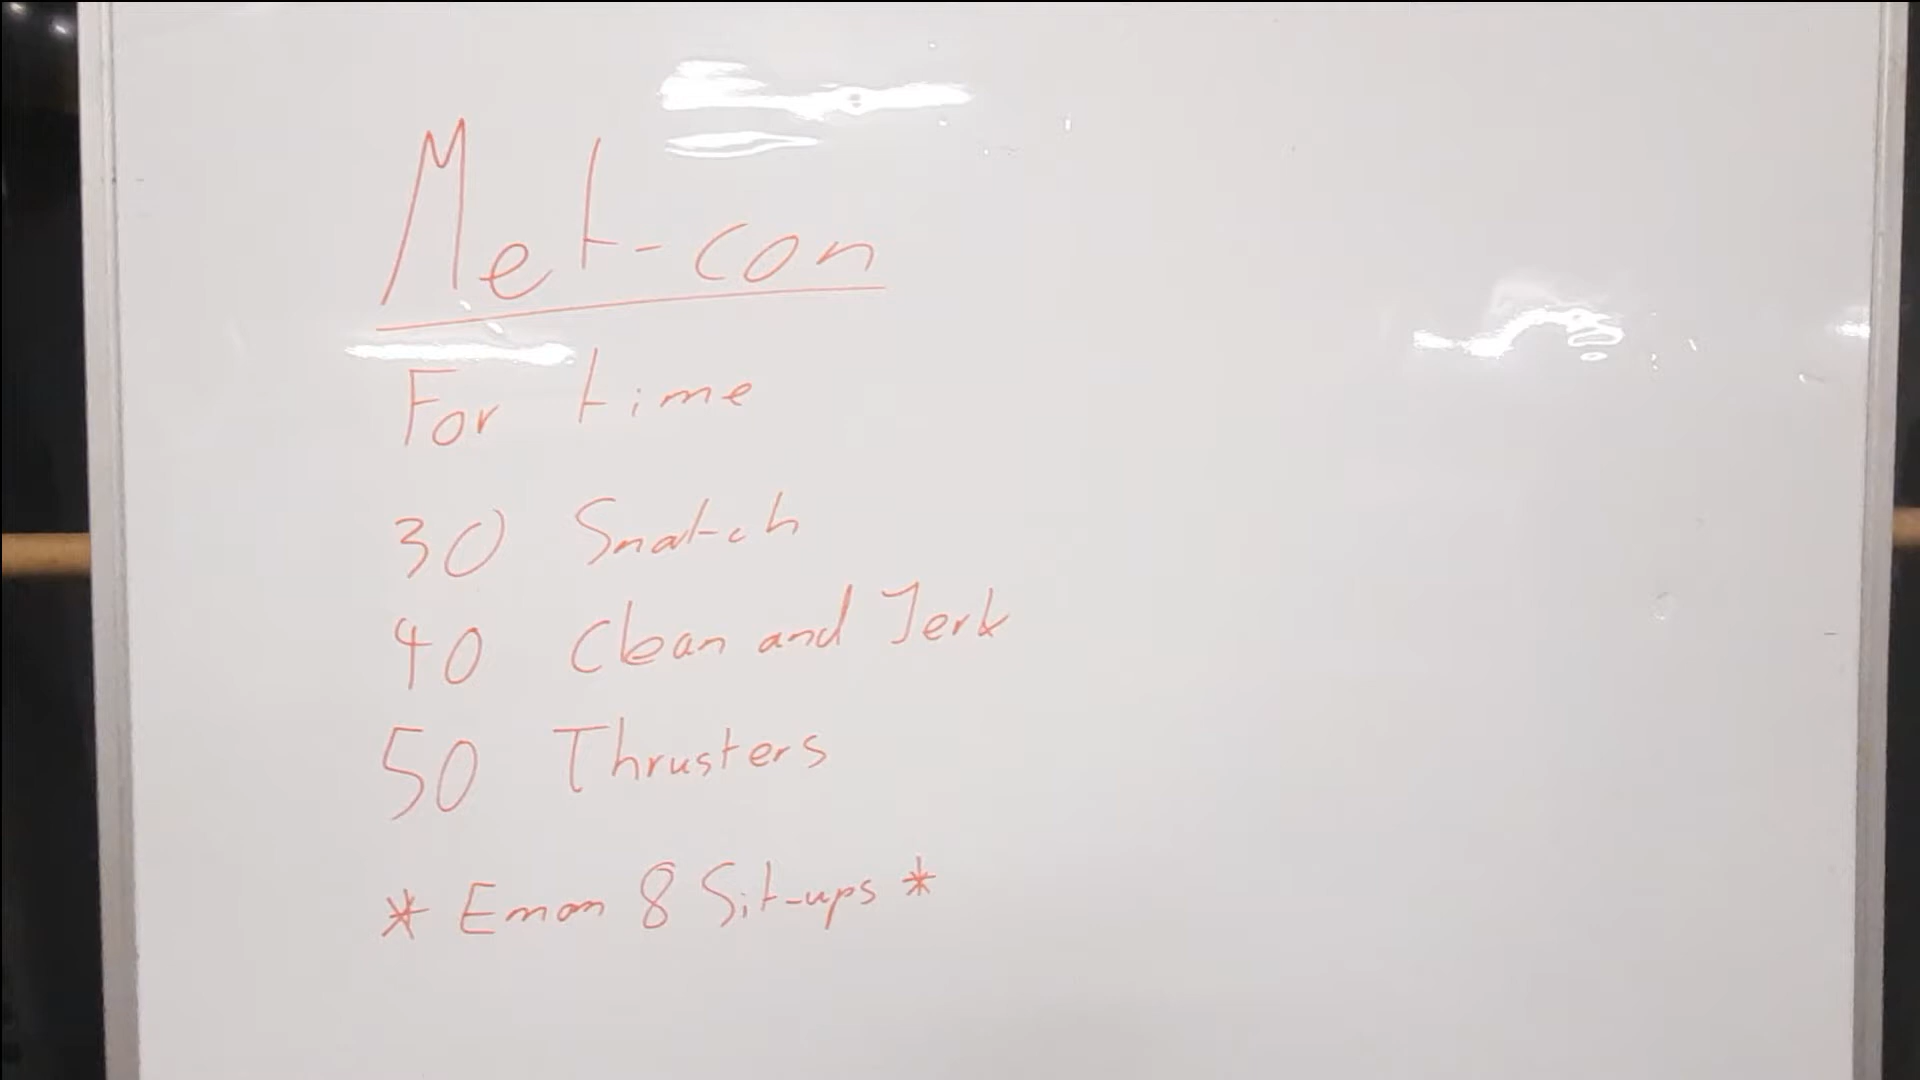 Met-con
For time
30 Snatch
40 Clean and Jerk
50 Thrusters
* Emom 8 Sit-ups *